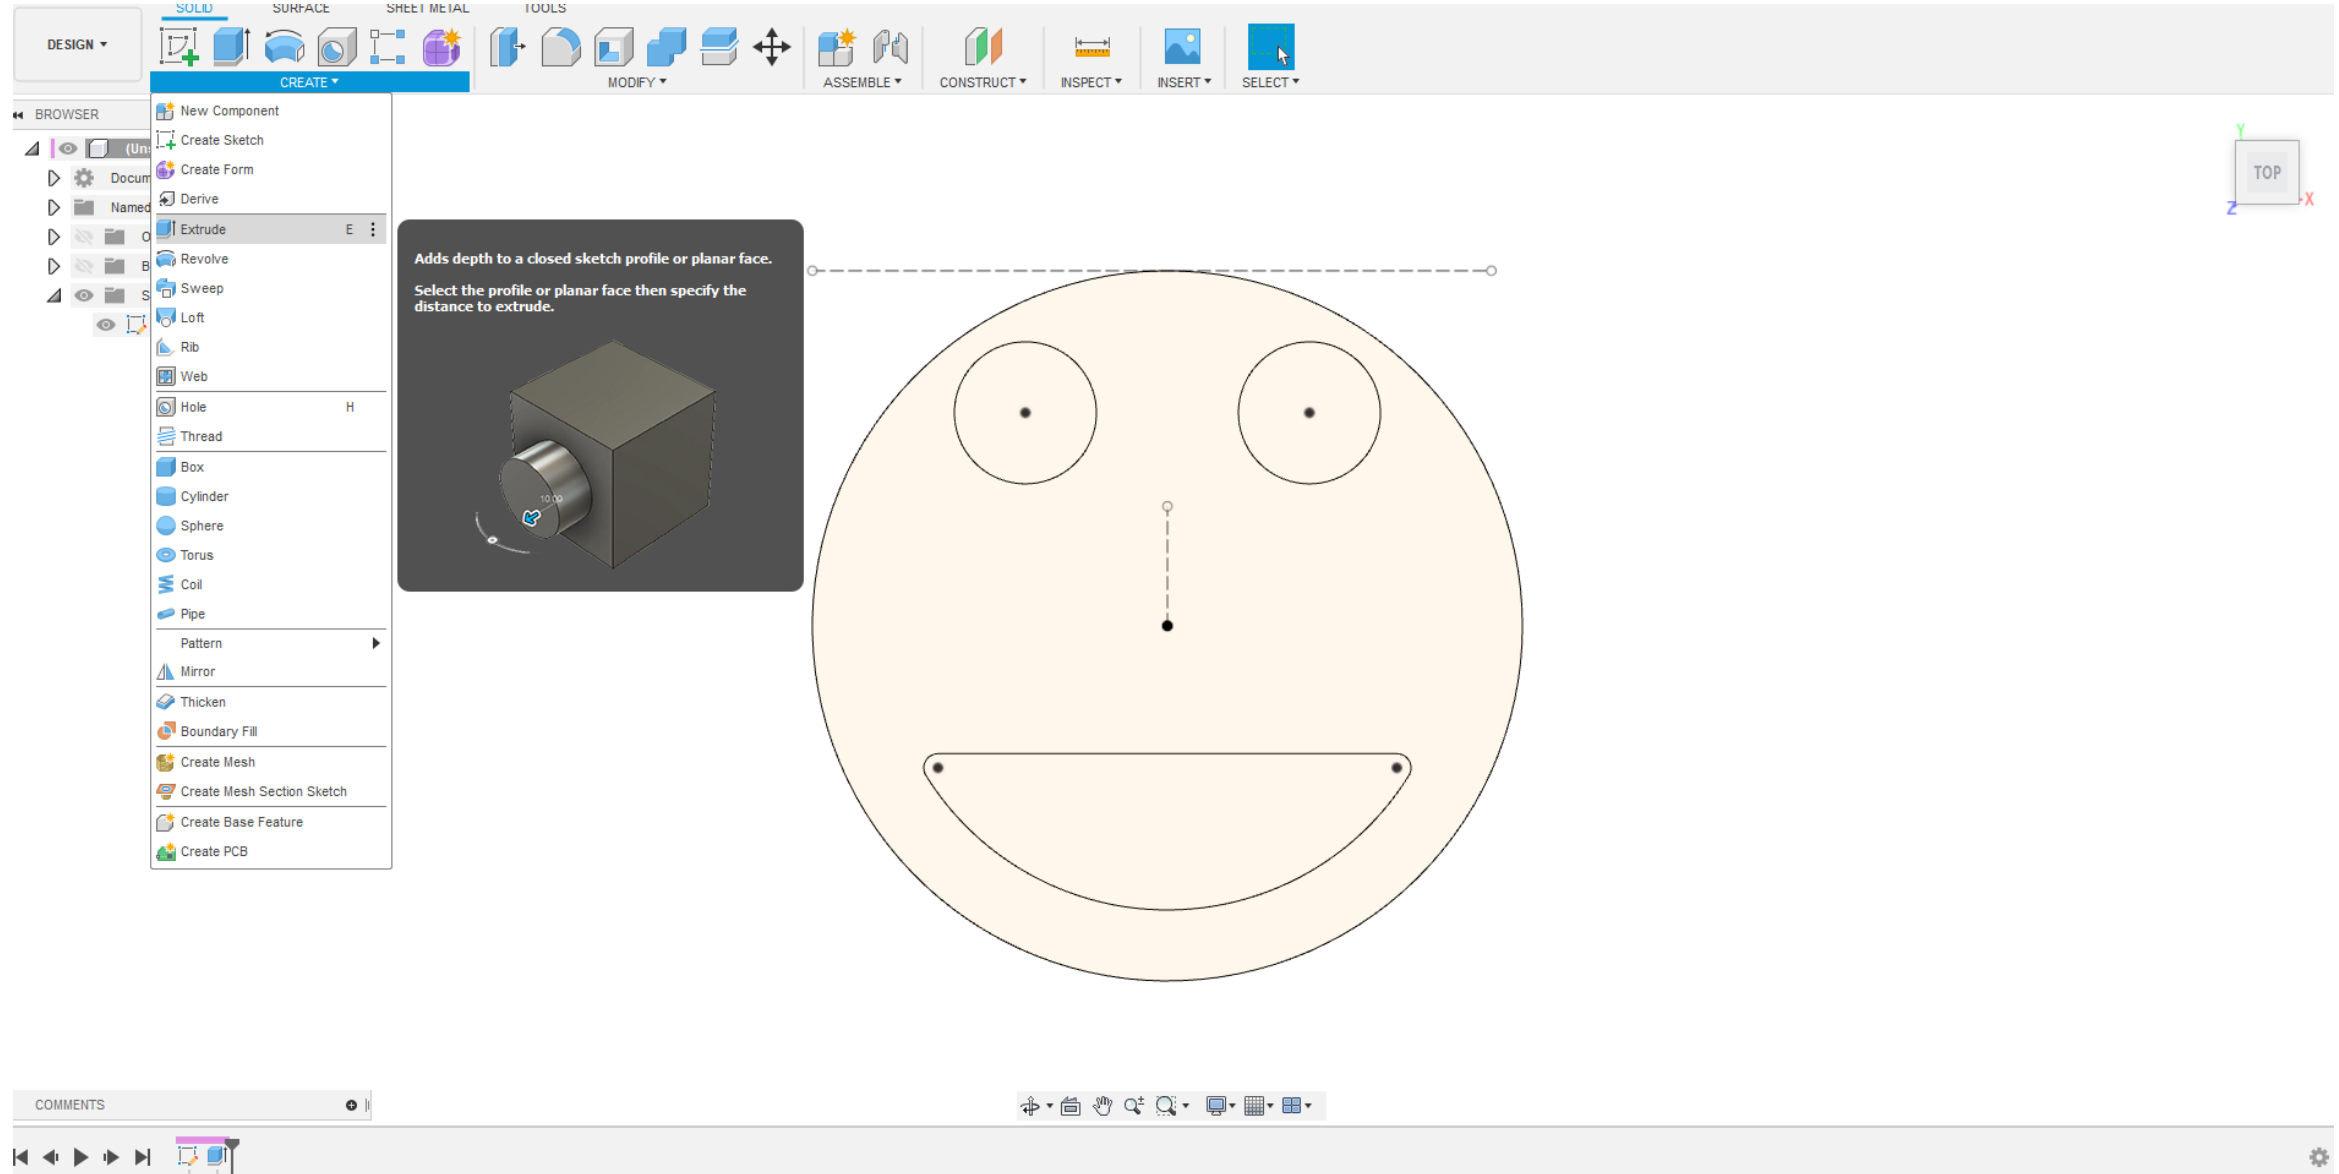 SOLID SURFACE SHEET METAL TOOLS
DESIGN
CREATE MODIFY ASSEMBLE CONSTRUCT INSPECT INSERT SELECT
BROWSER
(Un
Docum
Named
O
B
S
New Component
Create Sketch
Create Form
Derive
Extrude E
Revolve
Sweep
Loft
Rib
Web
Hole H
Thread
Box
Cylinder
Sphere
Torus
Coil
Pipe
Pattern
Mirror
Thicken
Boundary Fill
Create Mesh
Create Mesh Section Sketch
Create Base Feature
Create PCB
Adds depth to a closed sketch profile or planar face.
Select the profile or planar face then specify the
distance to extrude.
10.00
Y
TOP
X
Z
COMMENTS